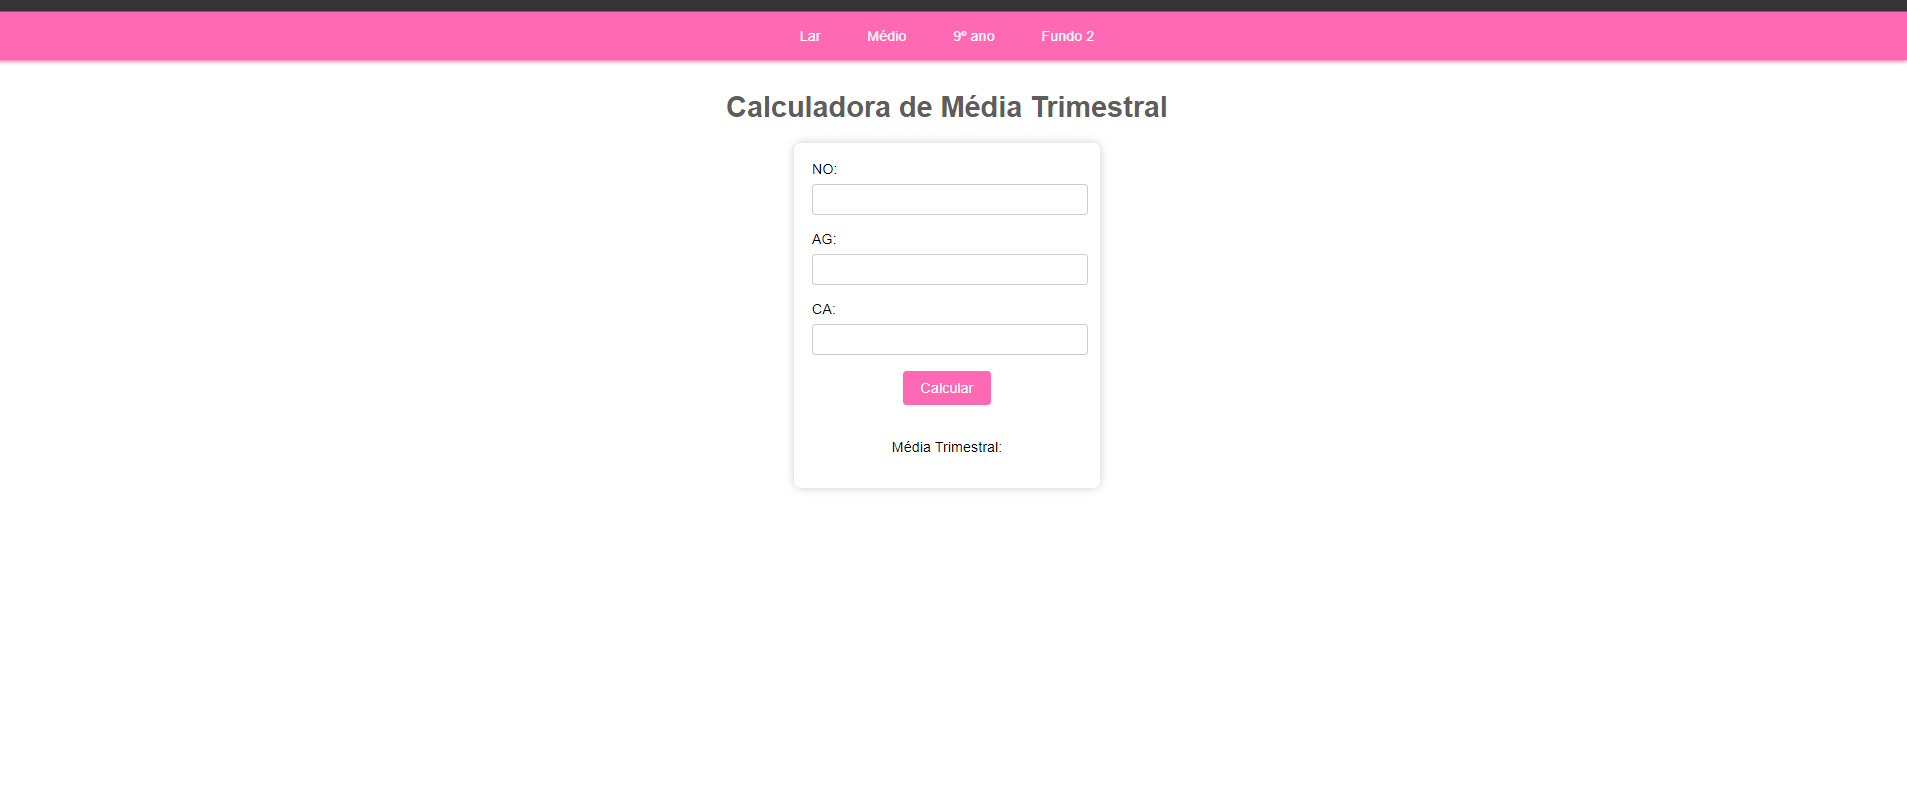 Lar Médio 9º ano Fundo 2
Calculadora de Média Trimestral
NO:
AG:
CA:
Calcular
Média Trimestral: